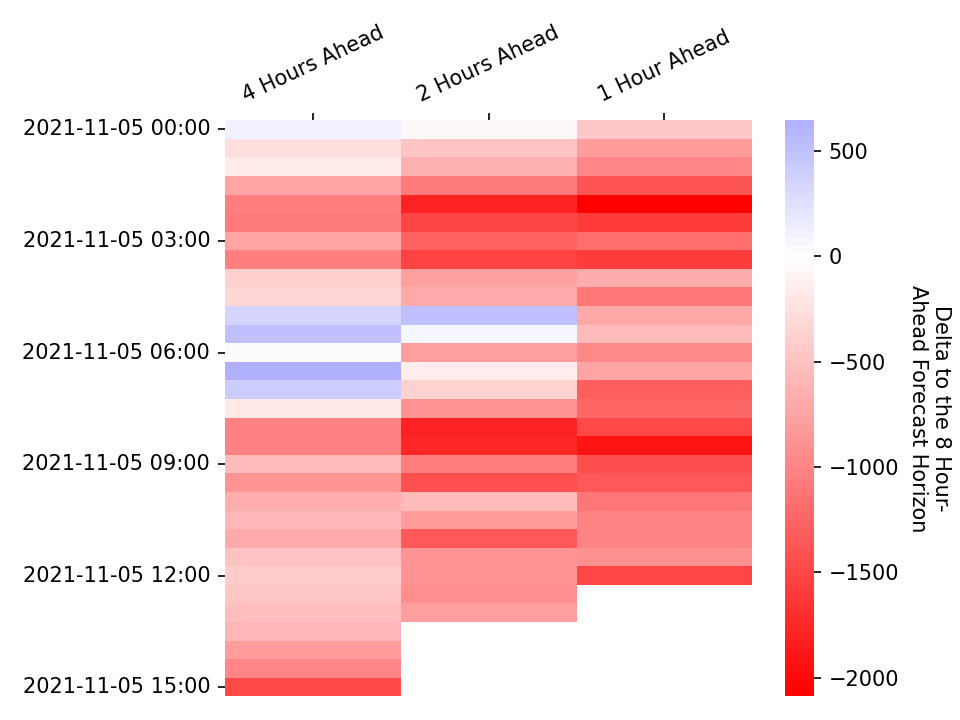 4 Hours Ahead
2 Hours Ahead
1 Hour Ahead
2021-11-05 00:00
2021-11-05 03:00
2021-11-05 06:00
2021-11-05 09:00
2021-11-05 12:00
2021-11-05 15:00
500
0
−500
−1000
−1500
−2000
Delta to the 8 Hour-
Ahead Forecast Horizon